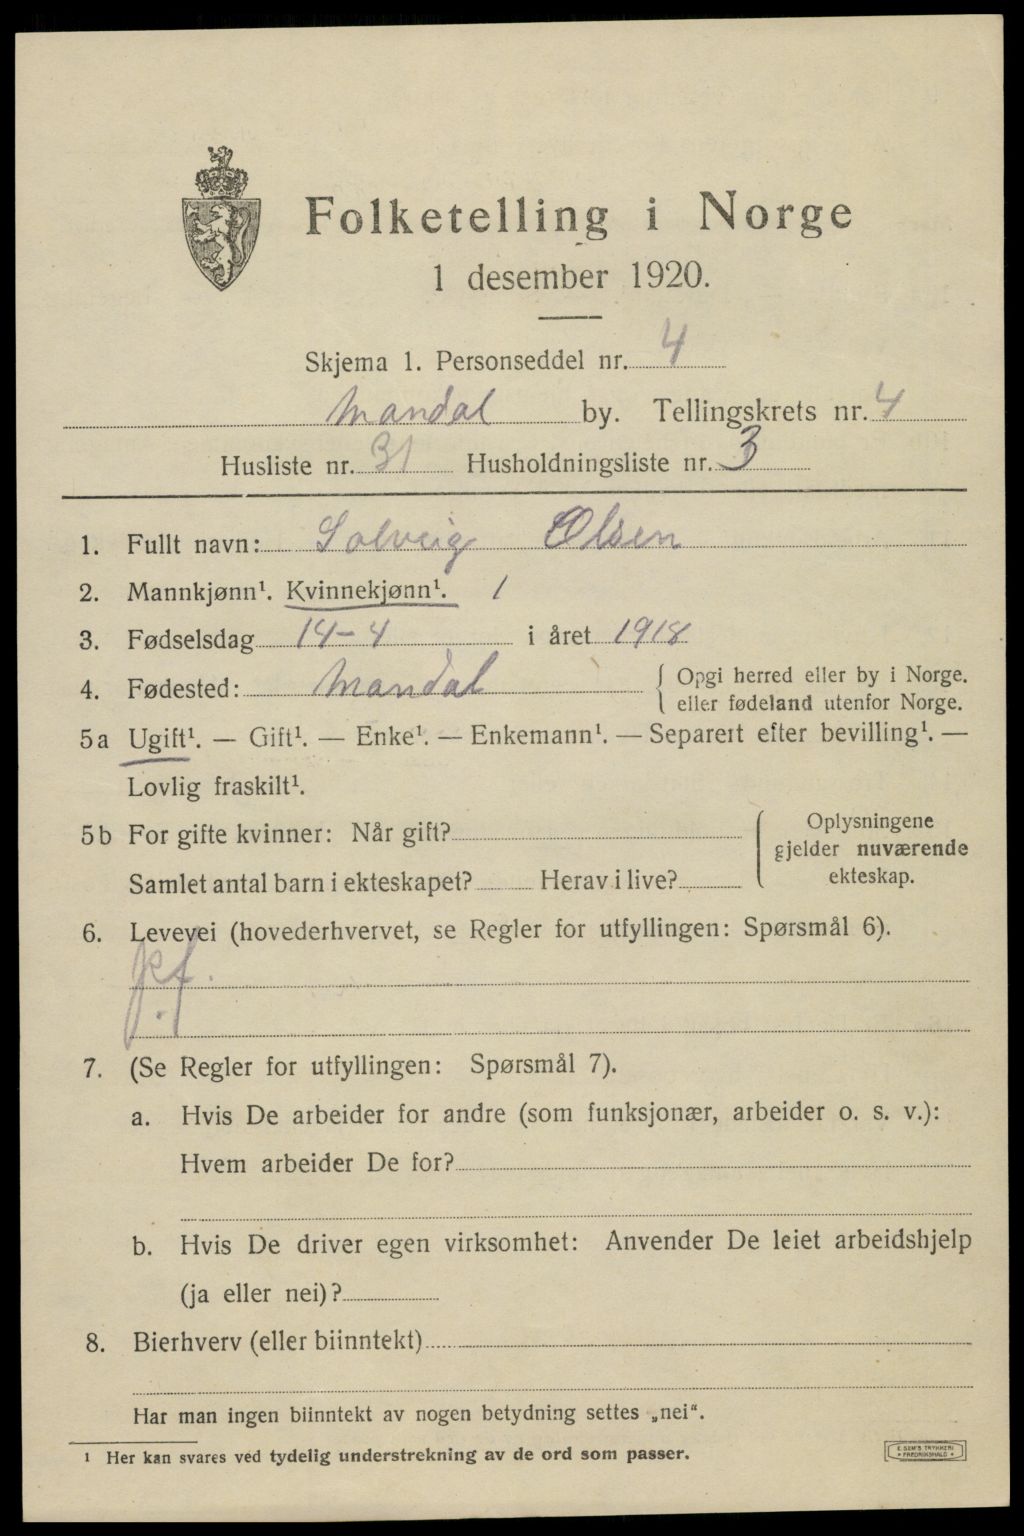 Folketelling i Norge
1 desember 1920.
Skjema 1. Personseddel nr. 4
Mandal by. Tellingskrets nr. 4
Husliste nr. 31 Husholdningsliste nr. 3
1. Fullt navn: Solveig Olsen
2. Mannkjønn¹. Kvinnekjønn¹. 1
3. Fødselsdag 14-4 i året 1918
4. Fødested: Mandal { Opgi herred eller by i Norge.
eller fødeland utenfor Norge.
5a Ugift¹. — Gift¹. — Enke¹. — Enkemann¹. — Separert efter bevilling¹. —
Lovlig fraskilt¹.
5b For gifte kvinner: Når gift? { Oplysningene
gjelder nuværende
Samlet antal barn i ekteskapet? Herav i live? ekteskap.
6. Levevei (hovederhvervet, se Regler for utfyllingen: Spørsmål 6).
7. (Se Regler for utfyllingen: Spørsmål 7).
a. Hvis De arbeider for andre (som funksjonær, arbeider o. s. v.):
Hvem arbeider De for?
b. Hvis De driver egen virksomhet: Anvender De leiet arbeidshjelp
(ja eller nei)?
8. Bierhverv (eller biinntekt)
Har man ingen biinntekt av nogen betydning settes „nei".
¹ Her kan svares ved tydelig understrekning av de ord som passer.
E. SEM'S TRYKKERI
FREDRIKSHALD